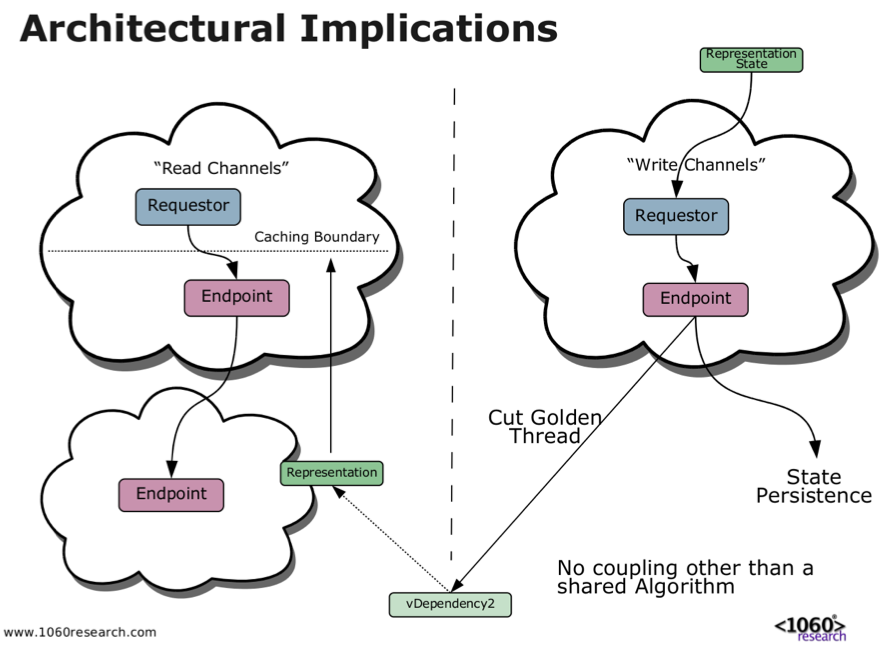 Architectural Implications
Representation
State
“Read Channels”
Requestor
Caching Boundary
Endpoint
“Write Channels”
Requestor
Endpoint
Cut Golden
Thread
Representation
Endpoint
State
Persistence
No coupling other than a
shared Algorithm
vDependency2
www.1060research.com
<1060®>
research